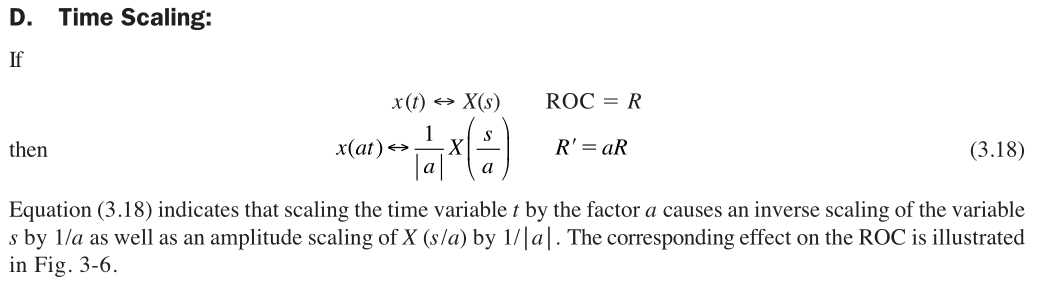 D. Time Scaling:
If
x(t) ↔ X(s) ROC = R
then x(at) ↔ 1/|a| X(s/a) R′ = aR (3.18)
Equation (3.18) indicates that scaling the time variable t by the factor a causes an inverse scaling of the variable
s by 1/a as well as an amplitude scaling of X (s/a) by 1/|a|. The corresponding effect on the ROC is illustrated
in Fig. 3-6.